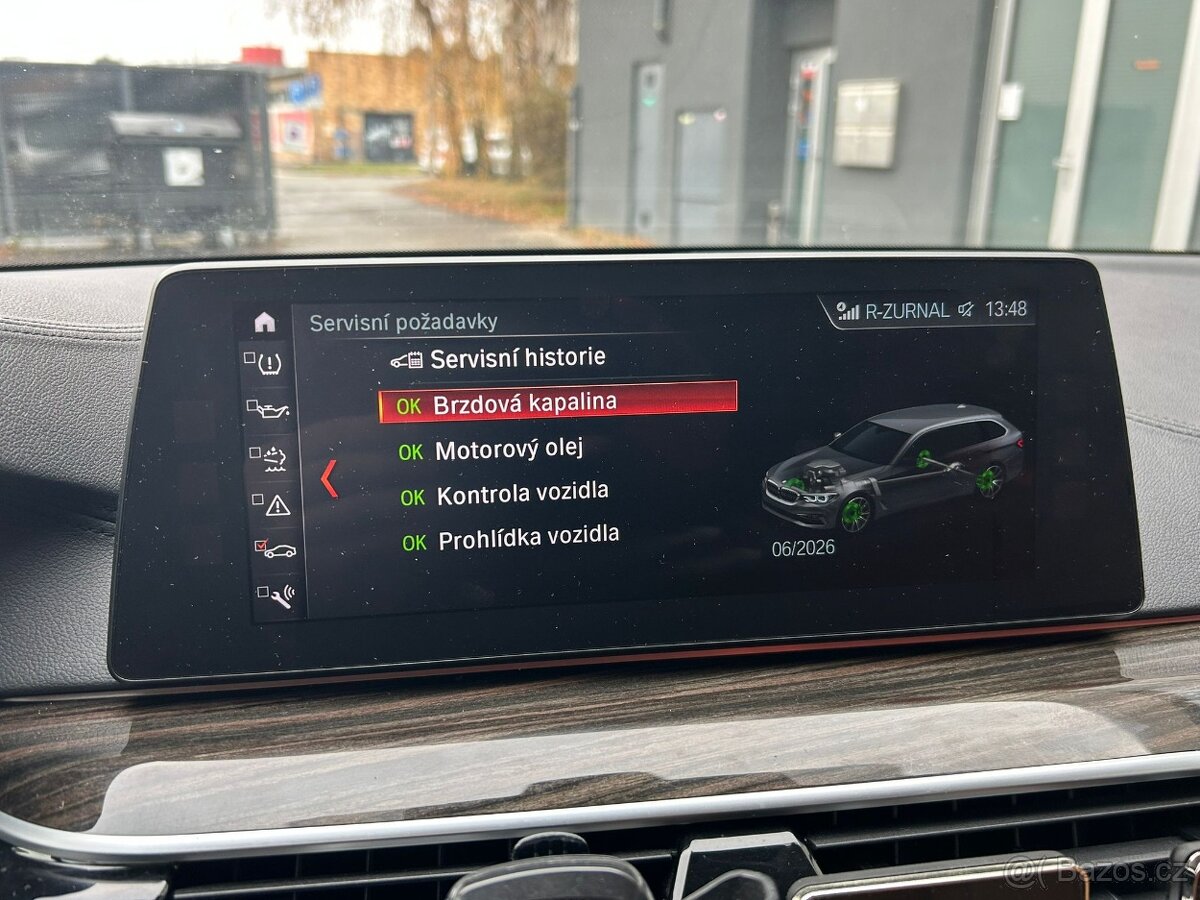 Servisní požadavky
R-ZURNAL 13:48
Servisní historie
OK Brzdová kapalina
OK Motorový olej
OK Kontrola vozidla
OK Prohlídka vozidla
06/2026
Bazos.cz